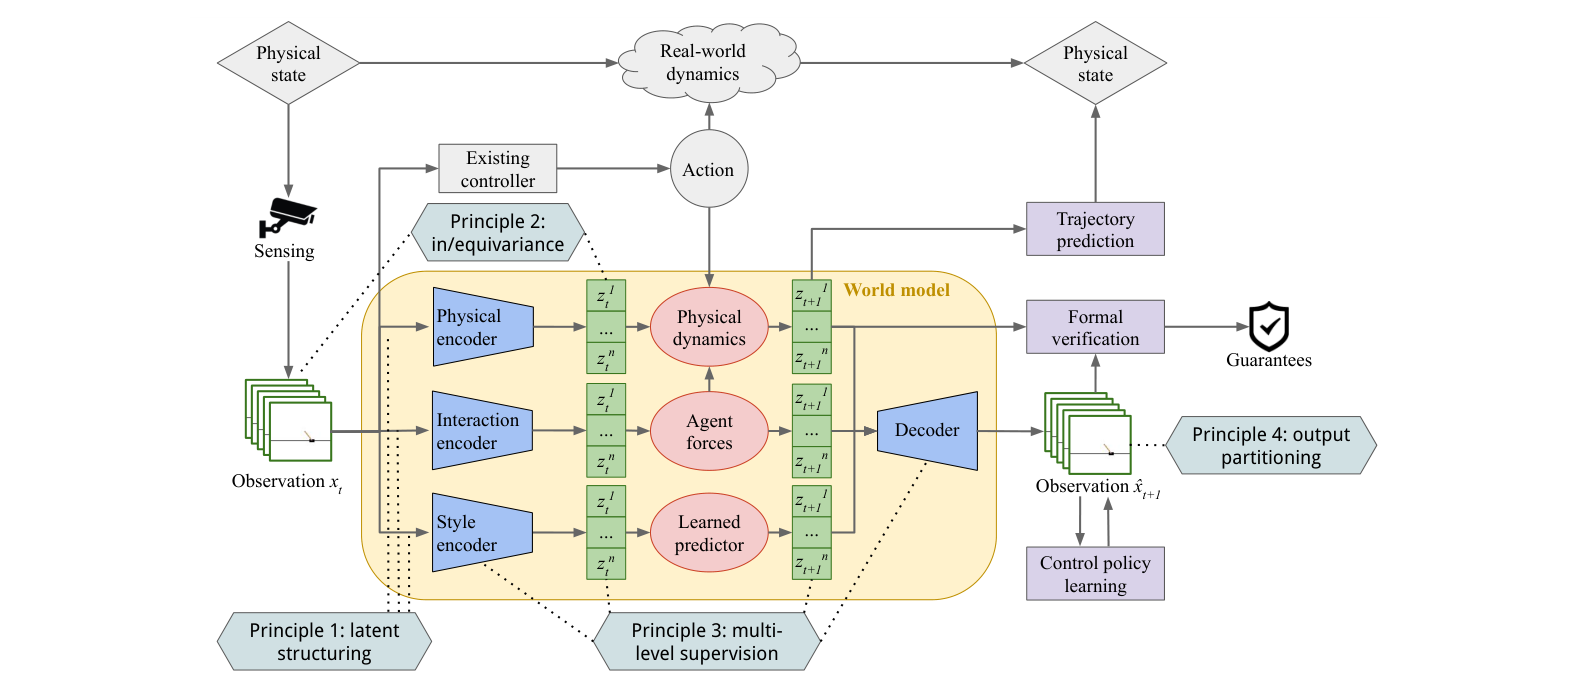 Physical
state
Real-world
dynamics
Physical
state
Existing
controller
Action
Sensing
Principle 2:
in/equivariance
Trajectory
prediction
World model
Physical
encoder
z_t^1
...
z_t^n
Physical
dynamics
z_{t+1}^1
...
z_{t+1}^n
Formal
verification
Guarantees
Interaction
encoder
z_t^1
...
z_t^n
Agent
forces
z_{t+1}^1
...
z_{t+1}^n
Decoder
Principle 4: output
partitioning
Observation x_t
Observation x̂_{t+1}
Style
encoder
z_t^1
...
z_t^n
Learned
predictor
z_{t+1}^1
...
z_{t+1}^n
Control policy
learning
Principle 1: latent
structuring
Principle 3: multi-
level supervision